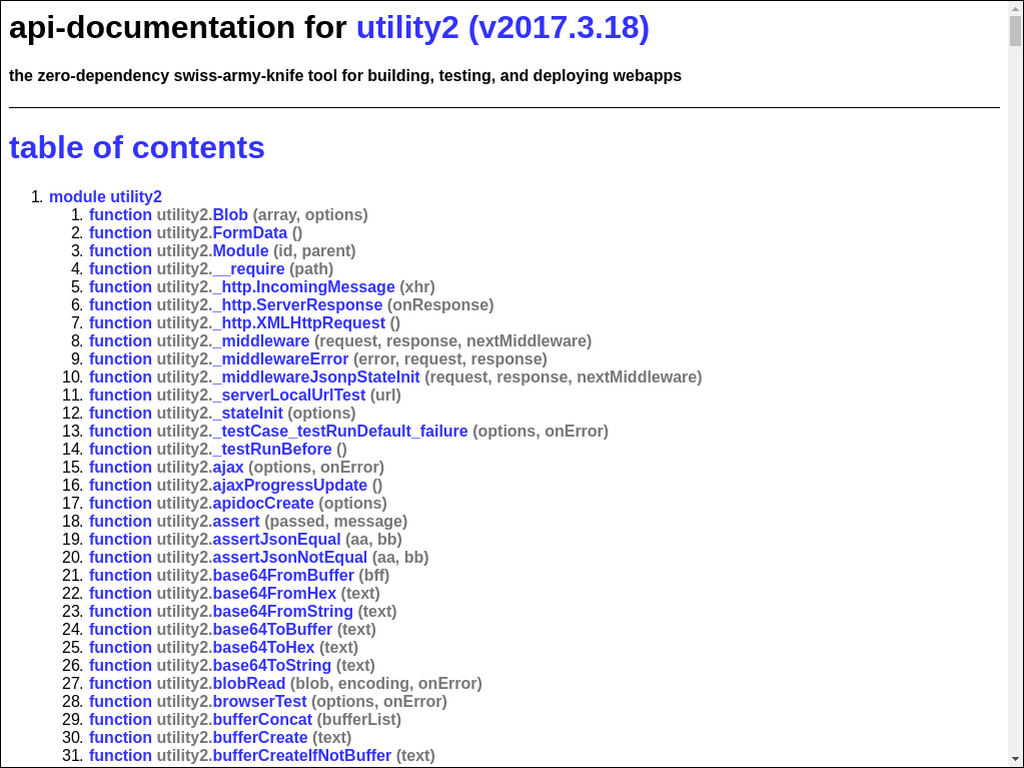 api-documentation for utility2 (v2017.3.18)
the zero-dependency swiss-army-knife tool for building, testing, and deploying webapps
table of contents
1. module utility2
1. function utility2.Blob (array, options)
2. function utility2.FormData ()
3. function utility2.Module (id, parent)
4. function utility2.__require (path)
5. function utility2._http.IncomingMessage (xhr)
6. function utility2._http.ServerResponse (onResponse)
7. function utility2._http.XMLHttpRequest ()
8. function utility2._middleware (request, response, nextMiddleware)
9. function utility2._middlewareError (error, request, response)
10. function utility2._middlewareJsonpStateInit (request, response, nextMiddleware)
11. function utility2._serverLocalUrlTest (url)
12. function utility2._stateInit (options)
13. function utility2._testCase_testRunDefault_failure (options, onError)
14. function utility2._testRunBefore ()
15. function utility2.ajax (options, onError)
16. function utility2.ajaxProgressUpdate ()
17. function utility2.apidocCreate (options)
18. function utility2.assert (passed, message)
19. function utility2.assertJsonEqual (aa, bb)
20. function utility2.assertJsonNotEqual (aa, bb)
21. function utility2.base64FromBuffer (bff)
22. function utility2.base64FromHex (text)
23. function utility2.base64FromString (text)
24. function utility2.base64ToBuffer (text)
25. function utility2.base64ToHex (text)
26. function utility2.base64ToString (text)
27. function utility2.blobRead (blob, encoding, onError)
28. function utility2.browserTest (options, onError)
29. function utility2.bufferConcat (bufferList)
30. function utility2.bufferCreate (text)
31. function utility2.bufferCreateIfNotBuffer (text)